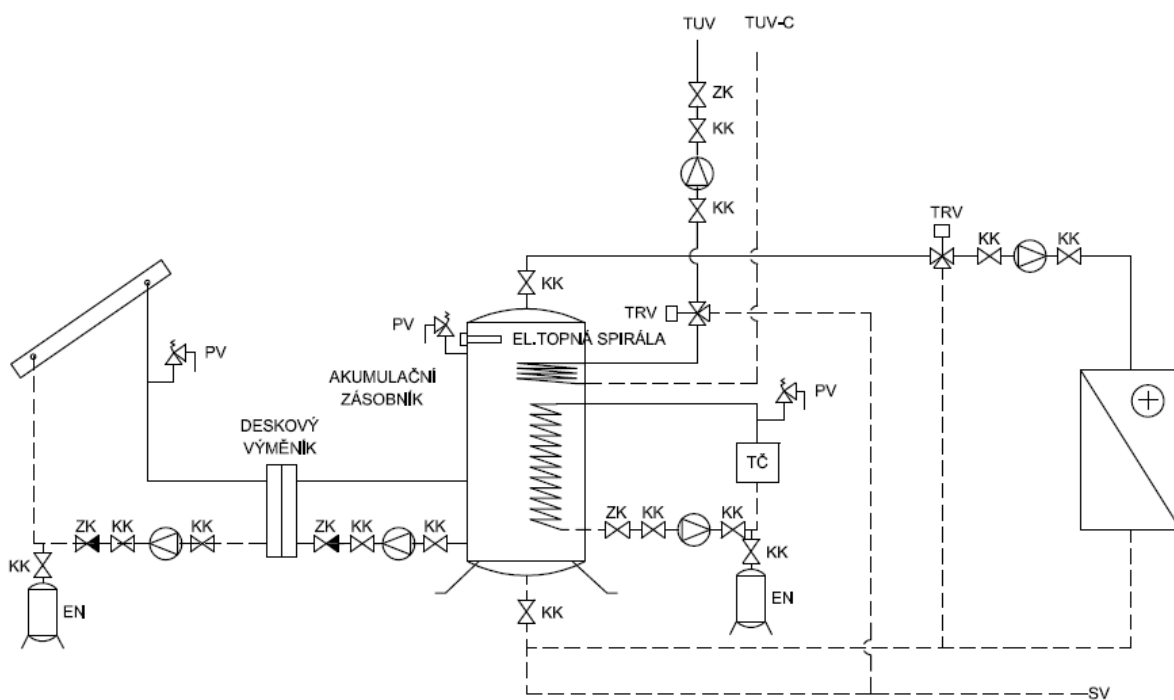 TUV
TUV-C
ZK
KK
KK
TRV
KK
KK
KK
TRV
PV
EL.TOPNÁ SPIRÁLA
PV
AKUMULAČNÍ
ZÁSOBNÍK
PV
DESKOVÝ
VÝMĚNÍK
TČ
ZK
KK
KK
ZK
KK
KK
ZK
KK
KK
KK
KK
EN
EN
KK
SV